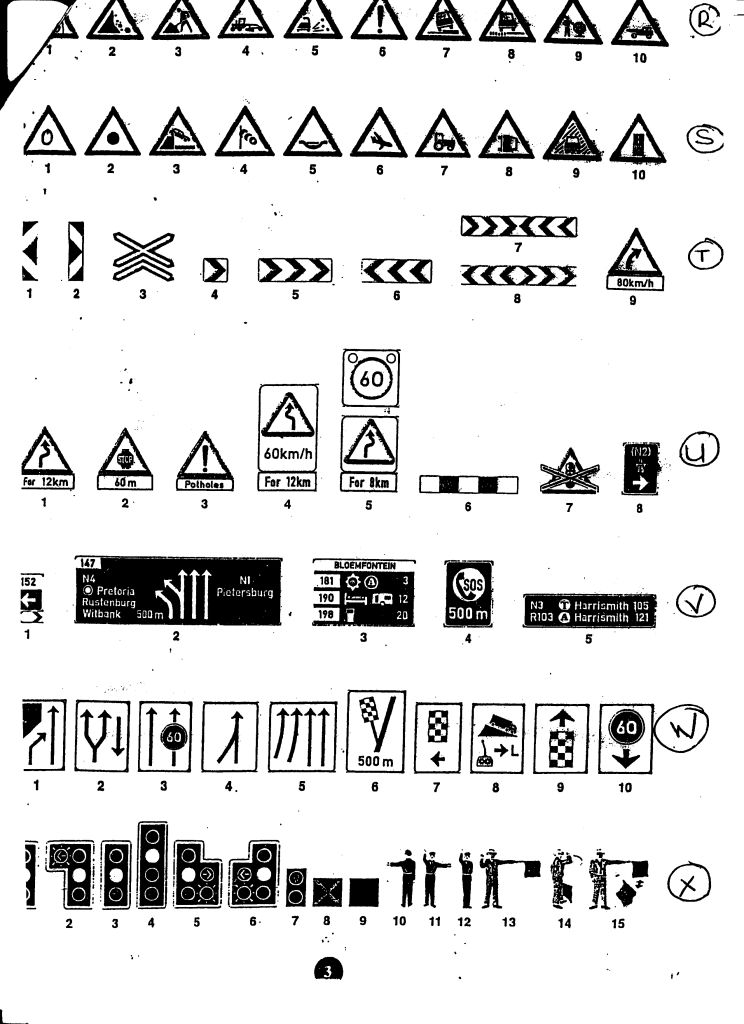 R
1 2 3 4 5 6 7 8 9 10
S
1 2 3 4 5 6 7 8 9 10
T
80km/h
1 2 3 4 5 6 7 8 9
60
60km/h
For 12km
STOP
60 m
Potholes
For 12km
For 8km
(N2)
U
1 2 3 4 5 6 7 8
152
147
N4
Pretoria
Rustenburg
Witbank 500 m
N1
Pietersburg
BLOEMFONTEIN
181 A 3
190 12
198 20
SOS
500 m
N3 T Harrismith 105
R103 A Harrismith 121
V
1 2 3 4 5
60
500 m
L
60
W
1 2 3 4 5 6 7 8 9 10
X
2 3 4 5 6 7 8 9 10 11 12 13 14 15
3